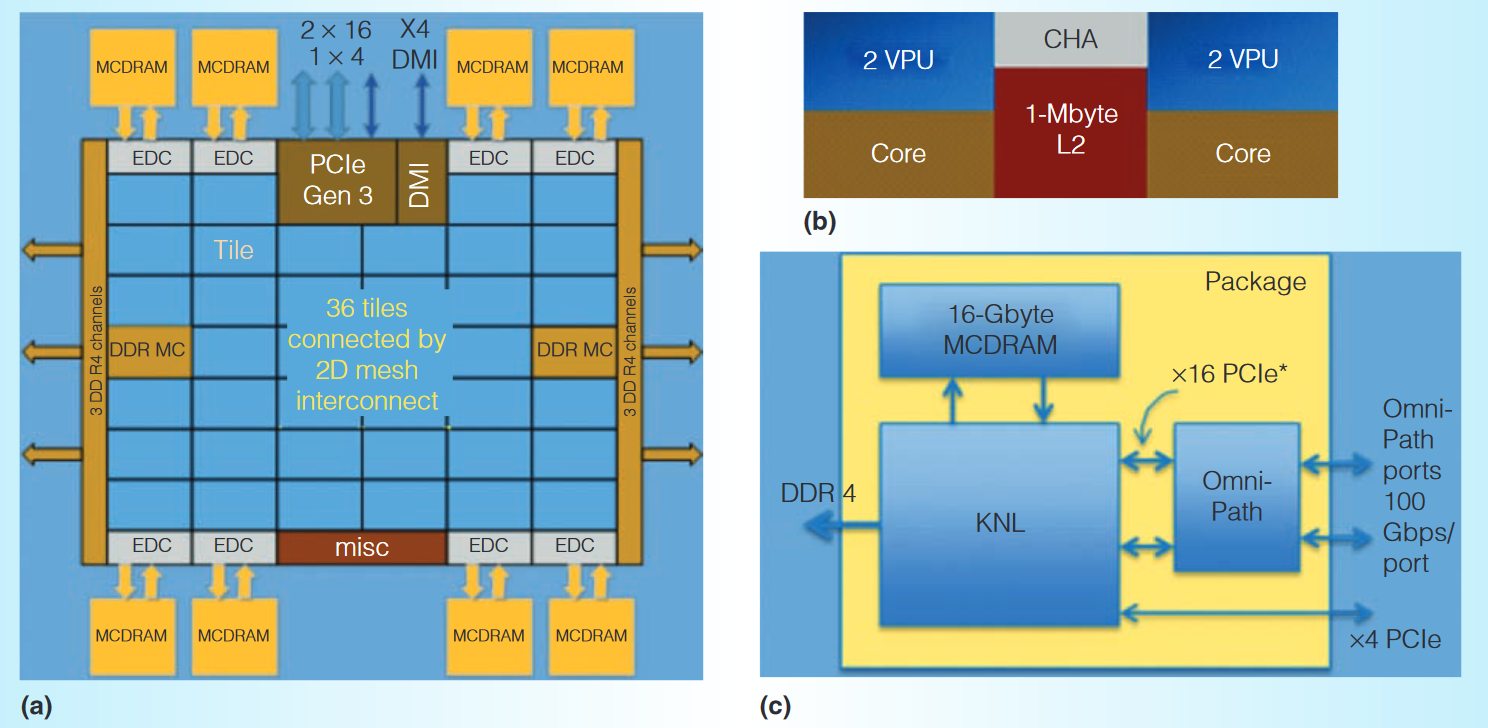 MCDRAM
MCDRAM
2 × 16
1 × 4
X4
DMI
MCDRAM
MCDRAM
EDC
EDC
PCIe
Gen 3
DMI
EDC
EDC
Tile
3 DD R4 channels
36 tiles
connected by
2D mesh
interconnect
DDR MC
DDR MC
3 DD R4 channels
EDC
EDC
misc
EDC
EDC
MCDRAM
MCDRAM
MCDRAM
MCDRAM
(a)
2 VPU
CHA
2 VPU
Core
1-Mbyte
L2
Core
(b)
Package
16-Gbyte
MCDRAM
×16 PCIe*
DDR 4
KNL
Omni-
Path
Omni-
Path
ports
100
Gbps/
port
×4 PCIe
(c)